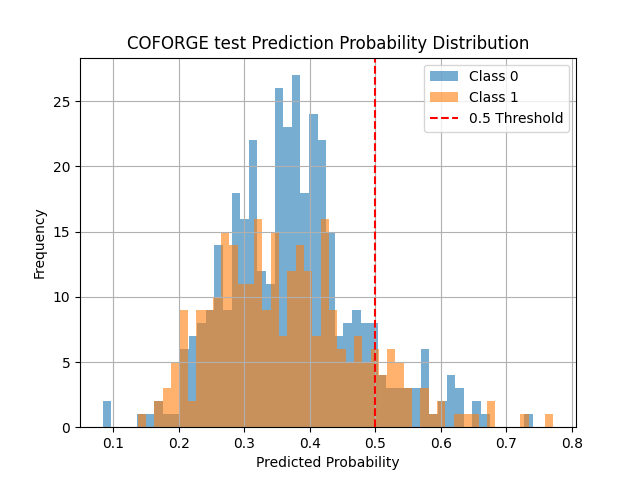 COFORGE test Prediction Probability Distribution
Class 0
Class 1
0.5 Threshold
Frequency
25
20
15
10
5
0
0.1 0.2 0.3 0.4 0.5 0.6 0.7 0.8
Predicted Probability